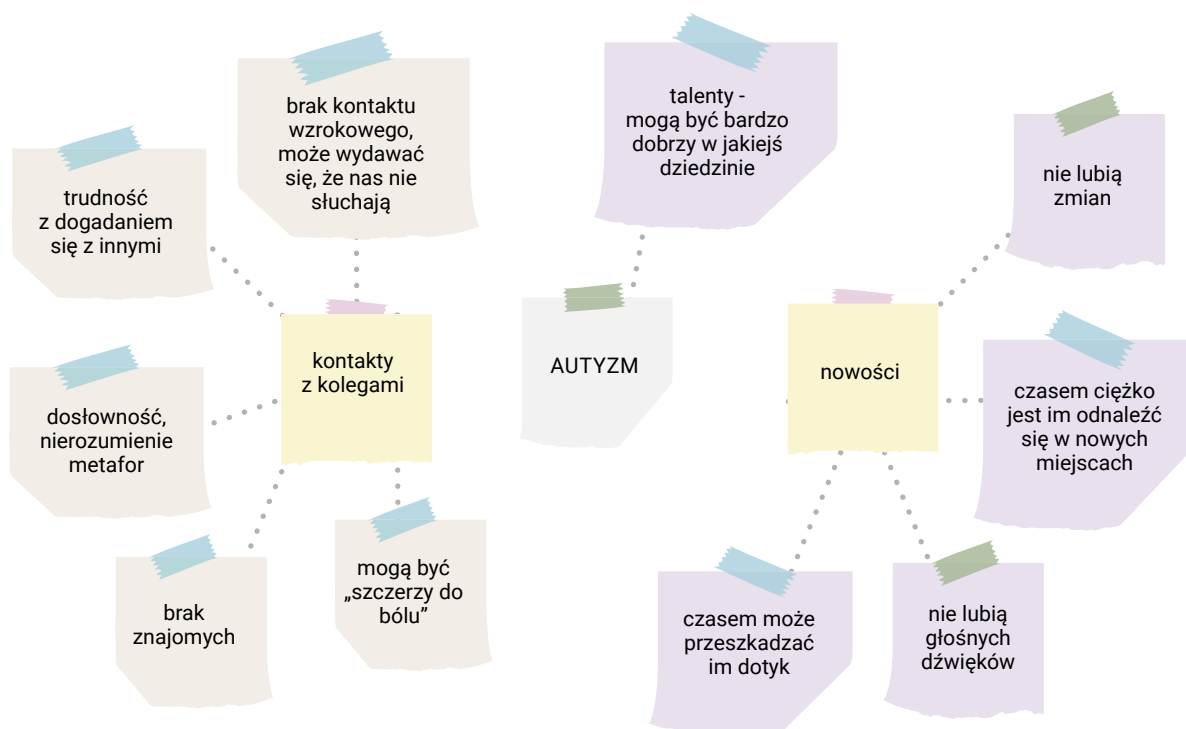 brak kontaktu
wzrokowego,
może wydawać
się, że nas nie
słuchają
talenty -
mogą być bardzo
dobrzy w jakiejś
dziedzinie
nie lubią
zmian
trudność
z dogadaniem
się z innymi
kontakty
z kolegami
AUTYZM
nowości
czasem ciężko
jest im odnaleźć
się w nowych
miejscach
dosłowność,
nierozumienie
metafor
brak
znajomych
mogą być
„szczerzy do
bólu”
czasem może
przeszkadzać
im dotyk
nie lubią
głośnych
dźwięków